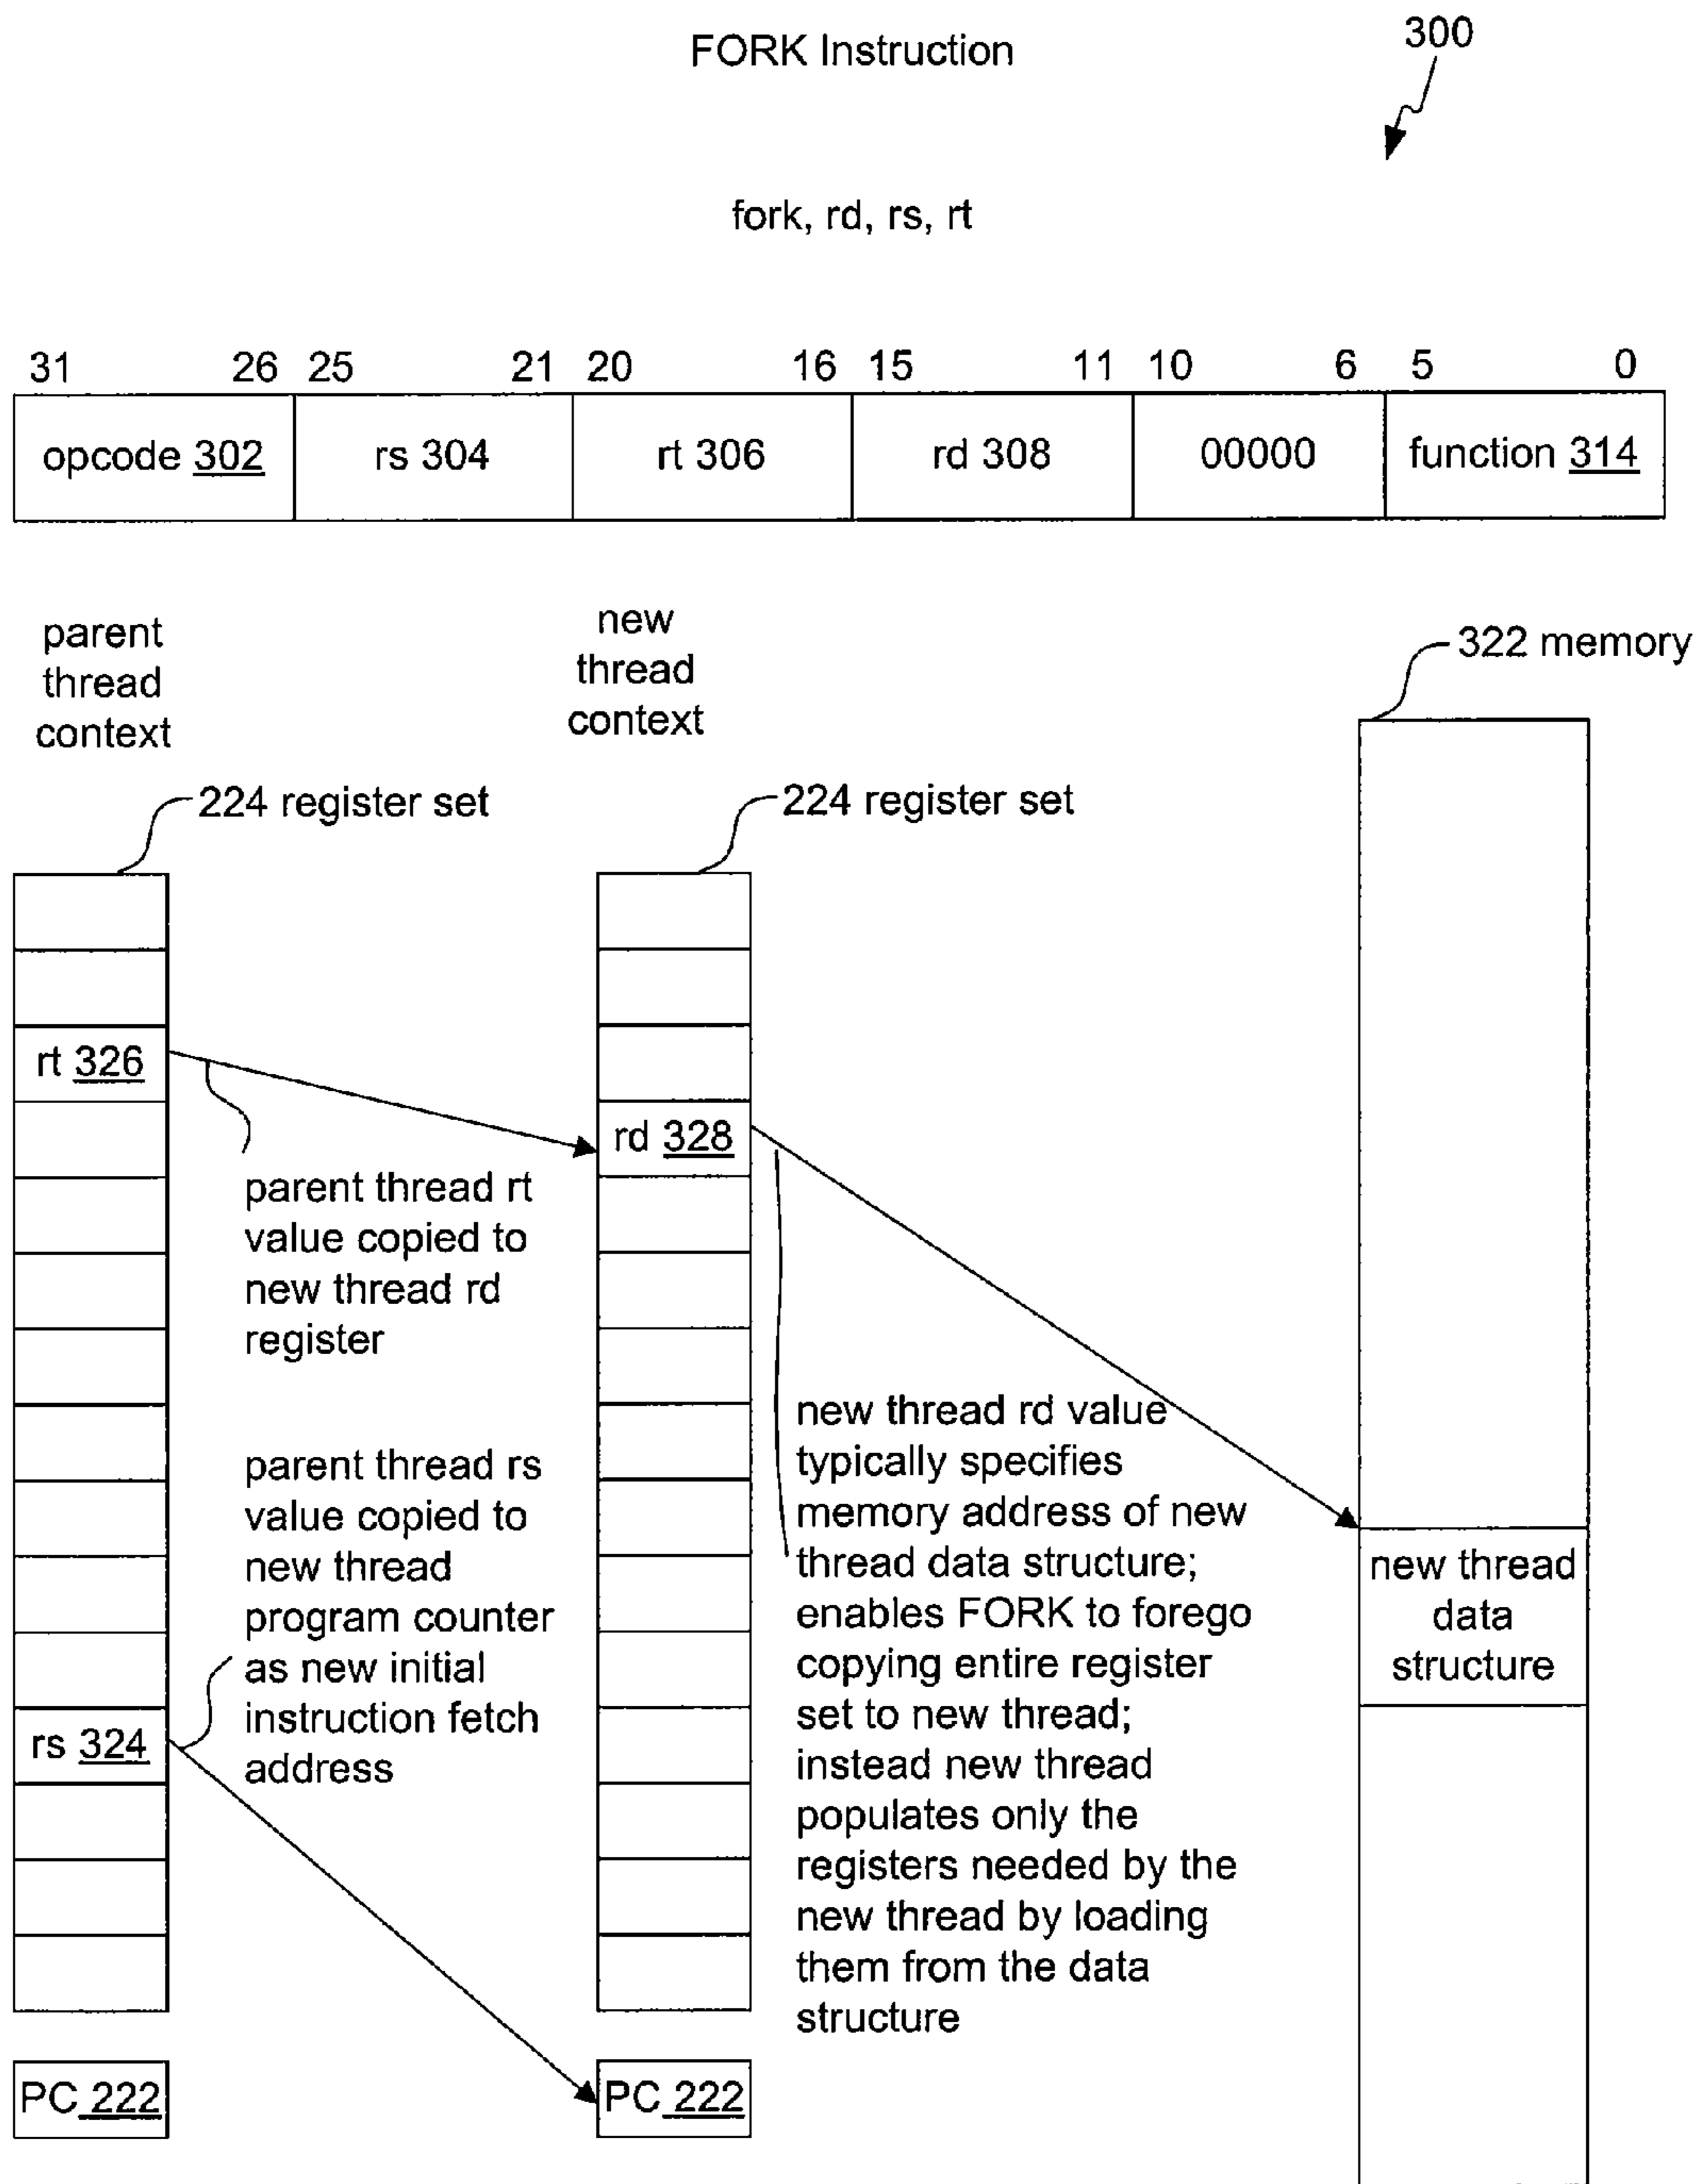 FORK Instruction
300
fork, rd, rs, rt
31 26 25 21 20 16 15 11 10 6 5 0
opcode 302 rs 304 rt 306 rd 308 00000 function 314
parent
thread
context
new
thread
context
322 memory
224 register set
224 register set
rt 326
rd 328
parent thread rt
value copied to
new thread rd
register
parent thread rs
value copied to
new thread
program counter
as new initial
instruction fetch
address
rs 324
new thread rd value
typically specifies
memory address of new
thread data structure;
enables FORK to forego
copying entire register
set to new thread;
instead new thread
populates only the
registers needed by the
new thread by loading
them from the data
structure
new thread
data
structure
PC 222
PC 222